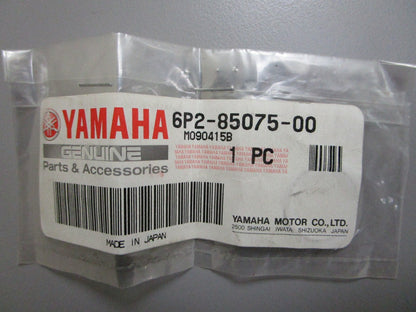 YAMAHA
GENUINE
Parts & Accessories
MADE IN JAPAN
6P2-85075-00
M090415B
1 PC
YAMAHA MOTOR CO.,LTD.
2500 SHINGAI IWATA, SHIZUOKA JAPAN